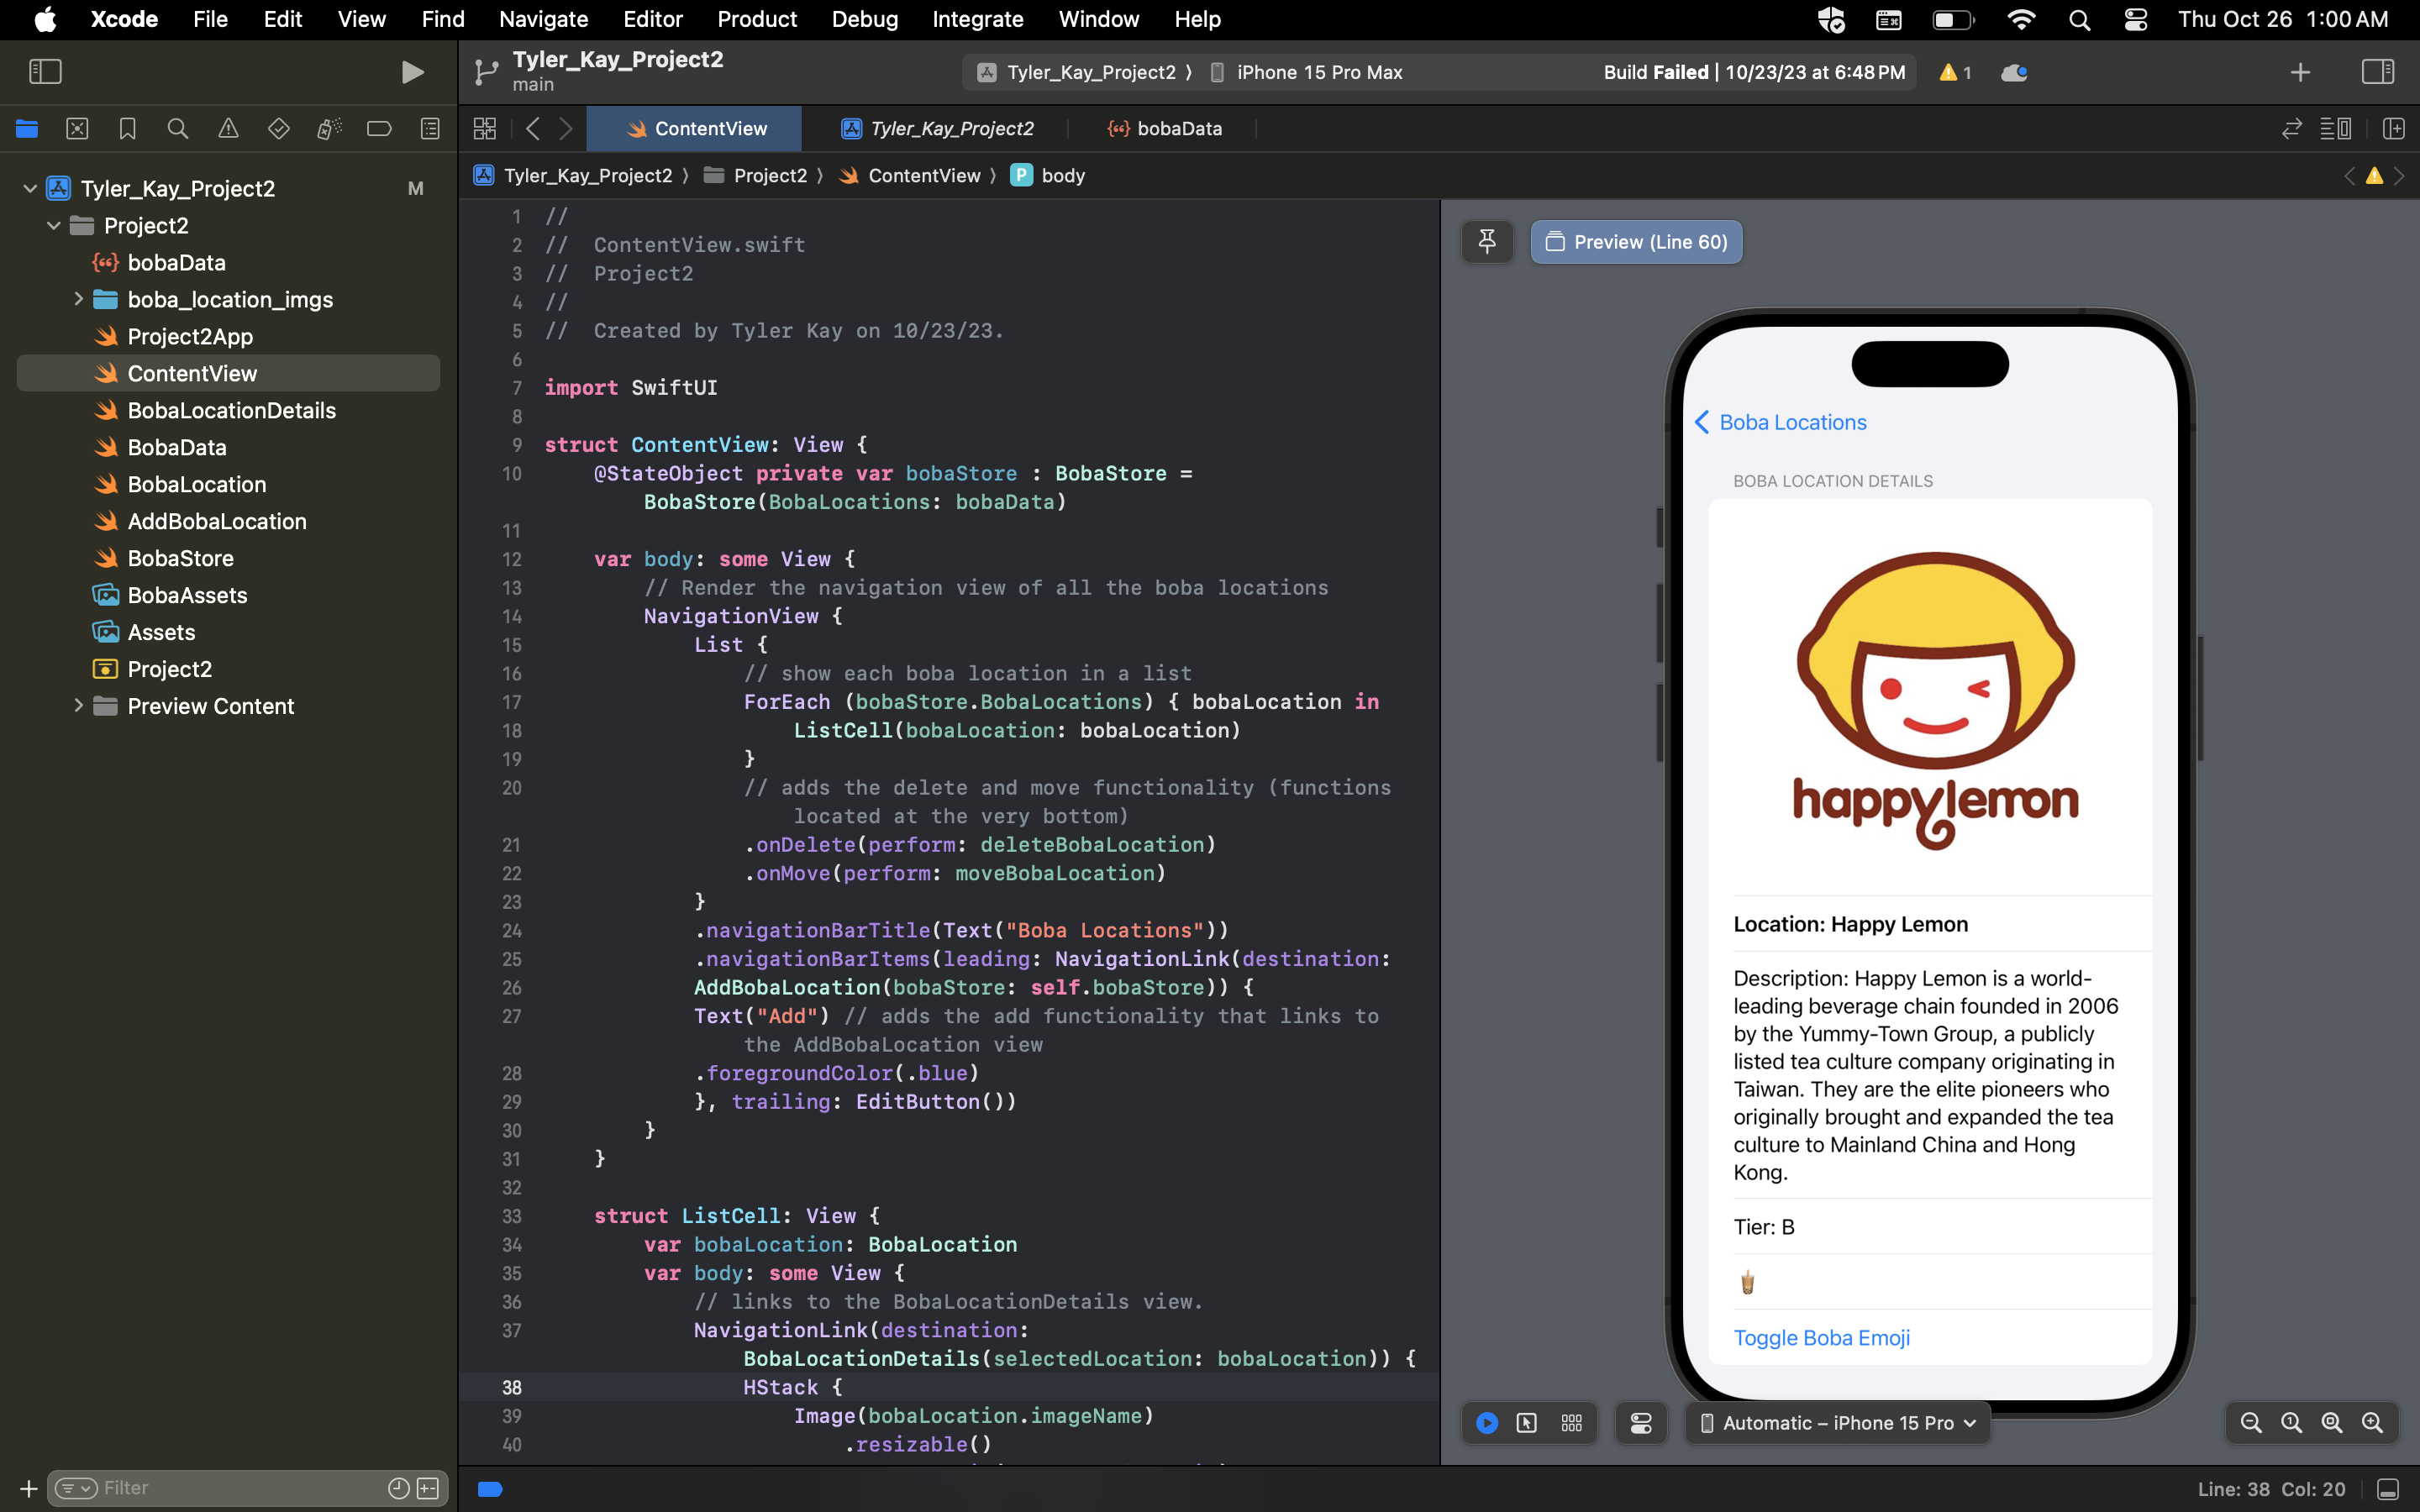 Xcode File Edit View Find Navigate Editor Product Debug Integrate Window Help Thu Oct 26 1:00 AM
Tyler_Kay_Project2
main
Tyler_Kay_Project2 ⟩ iPhone 15 Pro Max Build Failed | 10/23/23 at 6:48 PM 1
ContentView Tyler_Kay_Project2 bobaData
Tyler_Kay_Project2 ⟩ Project2 ⟩ ContentView ⟩ P body
Tyler_Kay_Project2 M
Project2
bobaData
boba_location_imgs
Project2App
ContentView
BobaLocationDetails
BobaData
BobaLocation
AddBobaLocation
BobaStore
BobaAssets
Assets
Project2
Preview Content
Filter
1 //
2 // ContentView.swift
3 // Project2
4 //
5 // Created by Tyler Kay on 10/23/23.
6
7 import SwiftUI
8
9 struct ContentView: View {
10 @StateObject private var bobaStore : BobaStore =
BobaStore(BobaLocations: bobaData)
11
12 var body: some View {
13 // Render the navigation view of all the boba locations
14 NavigationView {
15 List {
16 // show each boba location in a list
17 ForEach (bobaStore.BobaLocations) { bobaLocation in
18 ListCell(bobaLocation: bobaLocation)
19 }
20 // adds the delete and move functionality (functions
located at the very bottom)
21 .onDelete(perform: deleteBobaLocation)
22 .onMove(perform: moveBobaLocation)
23 }
24 .navigationBarTitle(Text("Boba Locations"))
25 .navigationBarItems(leading: NavigationLink(destination:
26 AddBobaLocation(bobaStore: self.bobaStore)) {
27 Text("Add") // adds the add functionality that links to
the AddBobaLocation view
28 .foregroundColor(.blue)
29 }, trailing: EditButton())
30 }
31 }
32
33 struct ListCell: View {
34 var bobaLocation: BobaLocation
35 var body: some View {
36 // links to the BobaLocationDetails view.
37 NavigationLink(destination:
BobaLocationDetails(selectedLocation: bobaLocation)) {
38 HStack {
39 Image(bobaLocation.imageName)
40 .resizable()
Preview (Line 60)
Boba Locations
BOBA LOCATION DETAILS
happylemon
Location: Happy Lemon
Description: Happy Lemon is a world-
leading beverage chain founded in 2006
by the Yummy-Town Group, a publicly
listed tea culture company originating in
Taiwan. They are the elite pioneers who
originally brought and expanded the tea
culture to Mainland China and Hong
Kong.
Tier: B
Toggle Boba Emoji
Automatic – iPhone 15 Pro
Line: 38 Col: 20